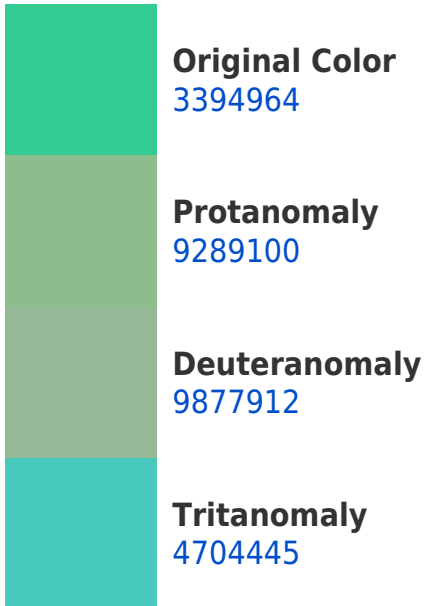 Original Color
3394964
Protanomaly
9289100
Deuteranomaly
9877912
Tritanomaly
4704445